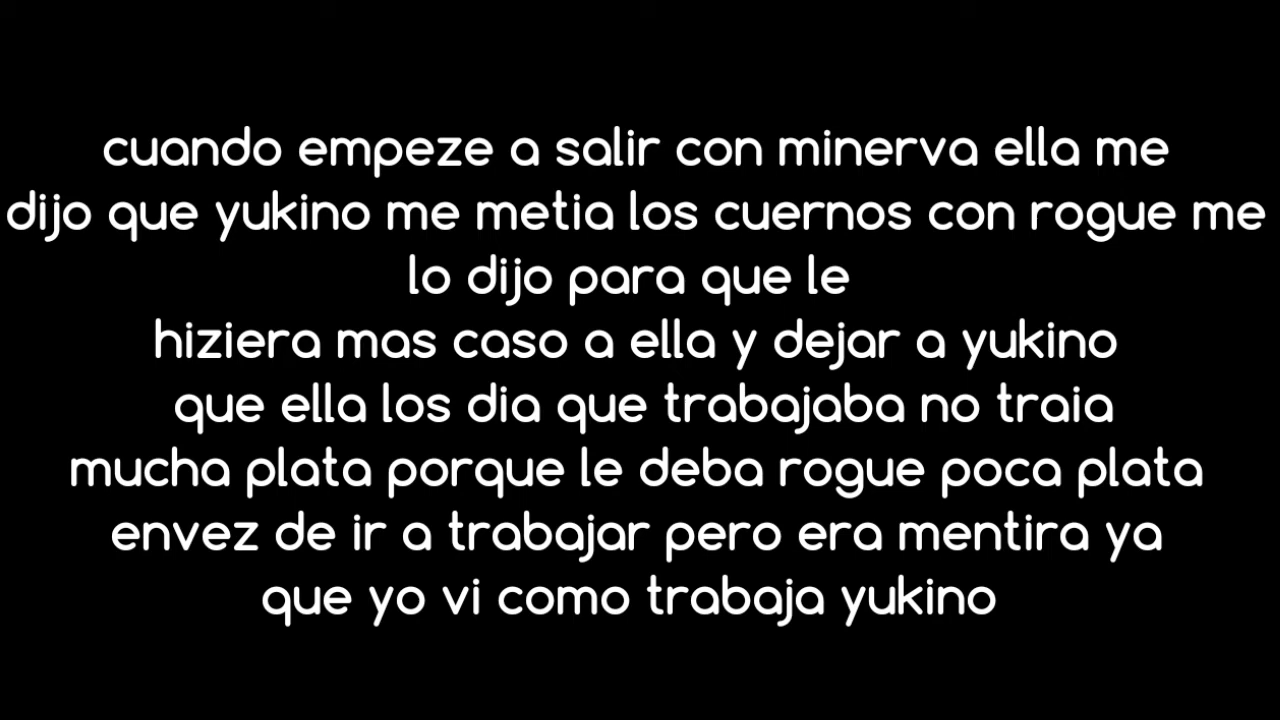 cuando empeze a salir con minerva ella me
dijo que yukino me metia los cuernos con rogue me
lo dijo para que le
hiziera mas caso a ella y dejar a yukino
que ella los dia que trabajaba no traia
mucha plata porque le deba rogue poca plata
envez de ir a trabajar pero era mentira ya
que yo vi como trabaja yukino